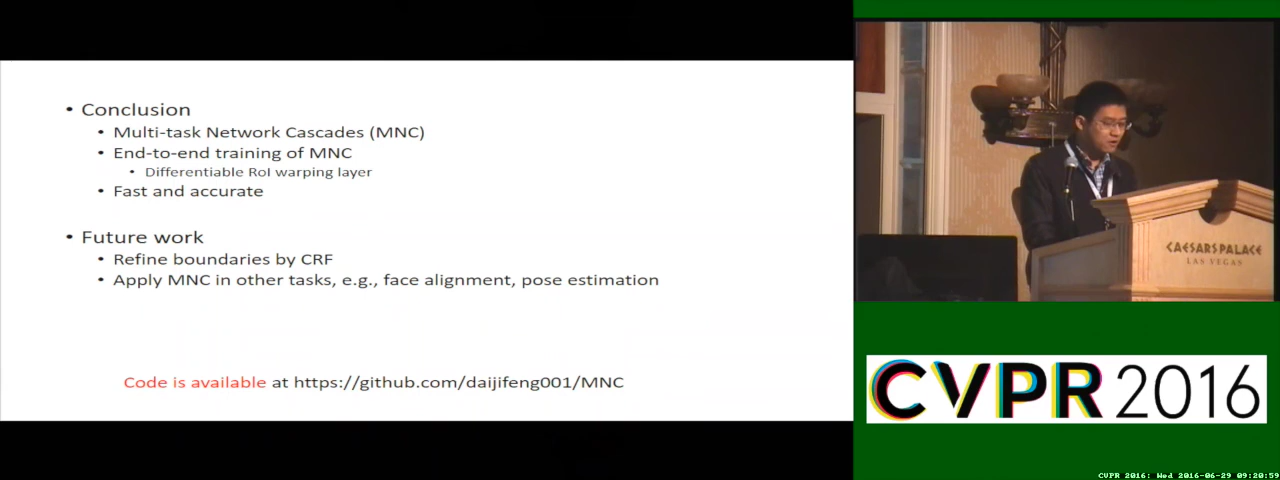 • Conclusion
• Multi-task Network Cascades (MNC)
• End-to-end training of MNC
• Differentiable RoI warping layer
• Fast and accurate
• Future work
• Refine boundaries by CRF
• Apply MNC in other tasks, e.g., face alignment, pose estimation
Code is available at https://github.com/daijifeng001/MNC
CAESARS PALACE
LAS VEGAS
CVPR 2016
CVPR 2016: Wed 2016-06-29 09:20:59